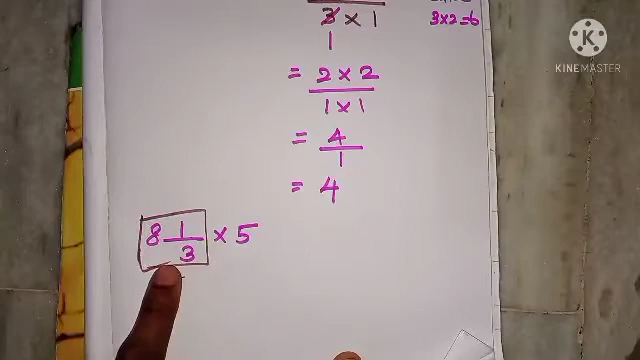 3 × 1
3×2=6
1
= 2 × 2
1 × 1
= 4
1
= 4
8 1/3 × 5
K
KINEMASTER